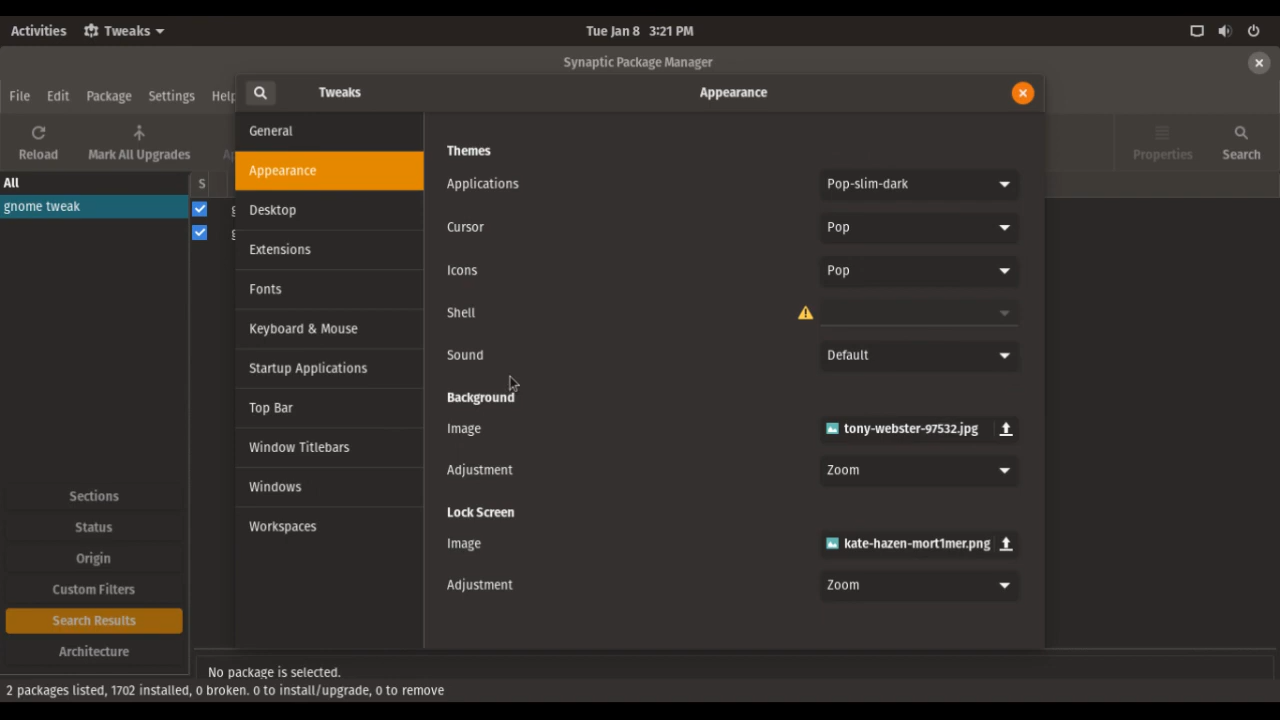 Activities Tweaks Tue Jan 8 3:21 PM
Synaptic Package Manager
File Edit Package Settings Help
Tweaks Appearance
Reload Mark All Upgrades Properties Search
All S
gnome tweak
General
Appearance
Desktop
Extensions
Fonts
Keyboard & Mouse
Startup Applications
Top Bar
Window Titlebars
Windows
Workspaces
Themes
Applications Pop-slim-dark
Cursor Pop
Icons Pop
Shell
Sound Default
Background
Image tony-webster-97532.jpg
Adjustment Zoom
Lock Screen
Image kate-hazen-mort1mer.png
Adjustment Zoom
Sections
Status
Origin
Custom Filters
Search Results
Architecture
No package is selected.
2 packages listed, 1702 installed, 0 broken. 0 to install/upgrade, 0 to remove